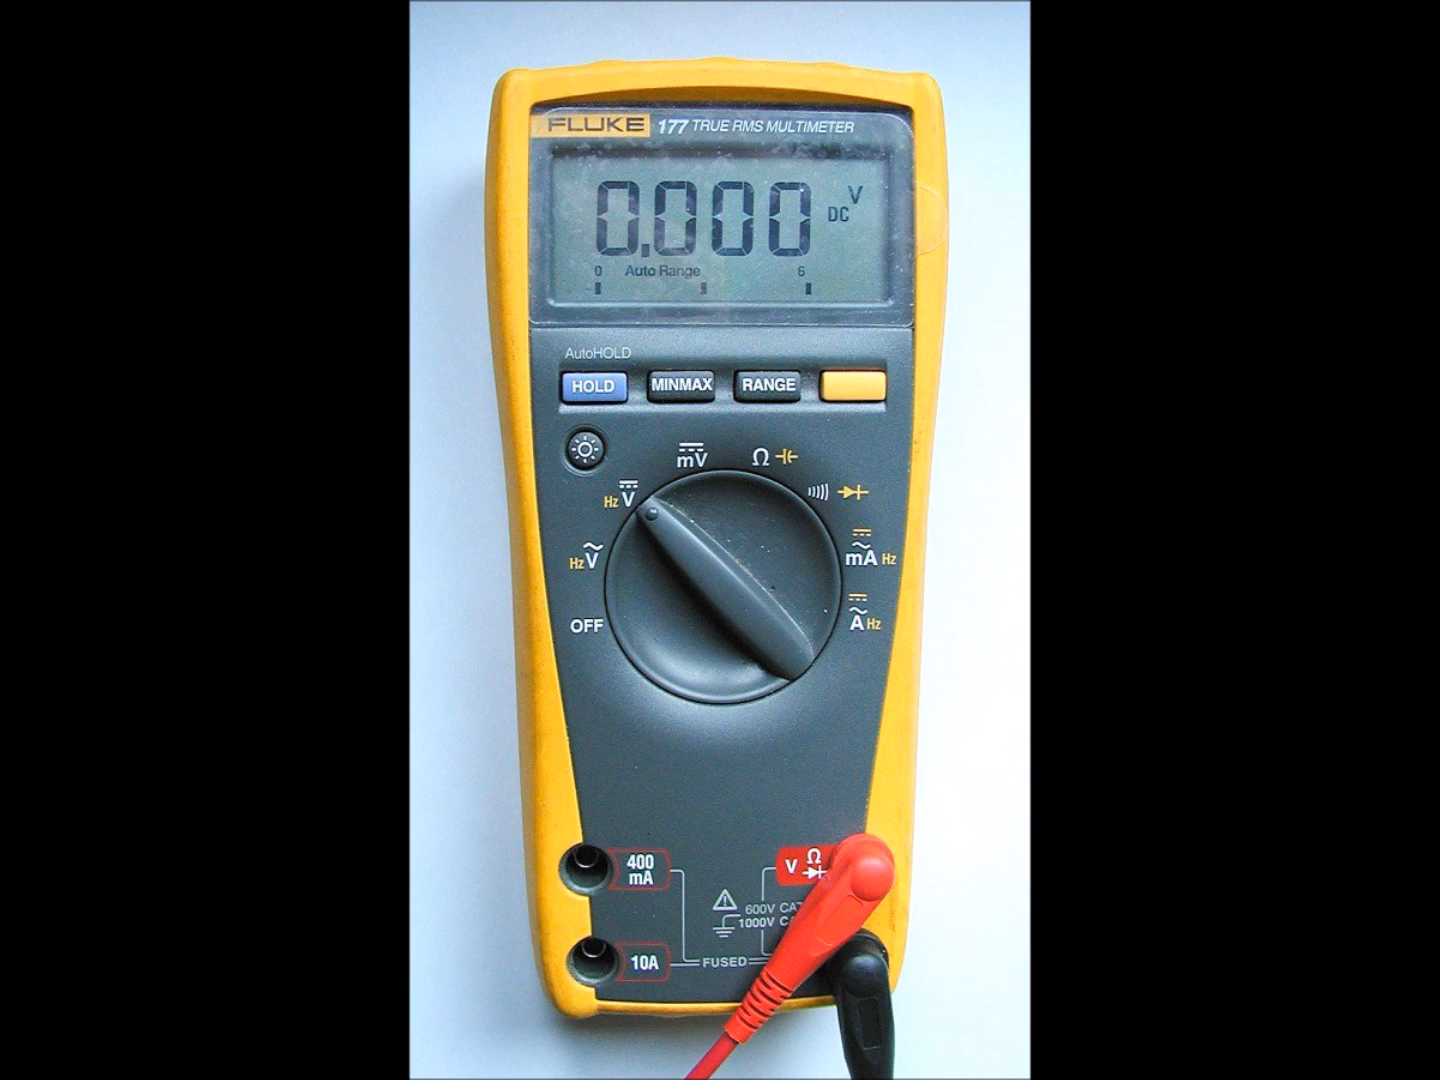 FLUKE 177 TRUE RMS MULTIMETER
0.000 DC V
0 Auto Range 6
AutoHOLD
HOLD MINMAX RANGE
mV Ω
Hz V
Hz V mA Hz
OFF A Hz
400 mA
V Ω
600V
1000V
10A FUSED